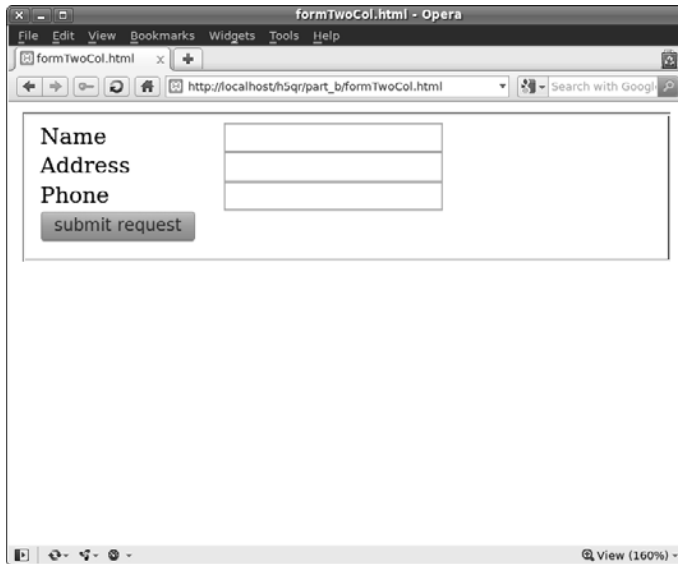 formTwoCol.html - Opera
File Edit View Bookmarks Widgets Tools Help
formTwoCol.html
http://localhost/h5qr/part_b/formTwoCol.html Search with Googl
Name
Address
Phone
submit request
View (160%)